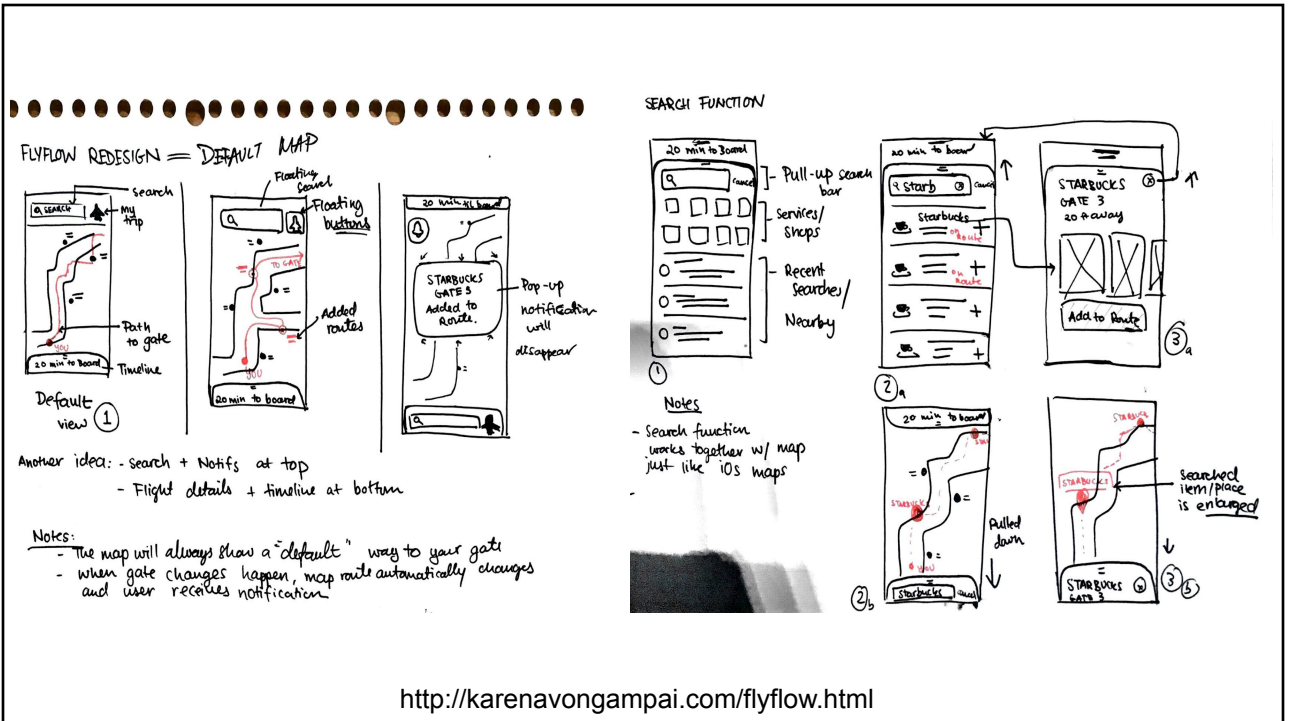 FLYFLOW REDESIGN = DEFAULT MAP
SEARCH
search
My
trip
YOU
Path
to gate
20 min to Board
Timeline
Default
view 1
Floating
Search
Floating
buttons
TO GATE
Added
routes
YOU
20 min to board
20 min till board
STARBUCKS
GATE 3
Added to
Route.
Pop-up
notification
will
disappear
Another idea: - Search + Notifs at top
- Flight details + timeline at bottom
Notes:
- The map will always show a "default" way to your gate
- when gate changes happen, map route automatically changes
and user receives notification
SEARCH FUNCTION
20 min to Board
cancel
Pull-up search
bar
Services/
Shops
Recent
Searches/
Nearby
1
Notes
- Search function
works together w/ map
just like iOs maps
-
20 min to board
starb x cancel
Starbucks
on
Route
+
on
Route
+
+
+
2a
STARBUCKS x
GATE 3
20 ft away
Add to Route
3a
20 min to board
STARBUCKS
YOU
Starbucks cancel
Pulled
down
2b
STARBUCK
STARBUCKS
Searched
item/place
is enlarged
STARBUCKS x
GATE 3
3b
http://karenavongampai.com/flyflow.html